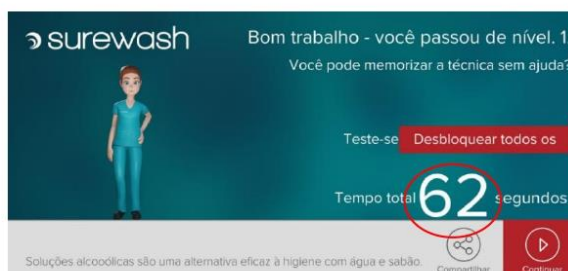 surewash
Bom trabalho - você passou de nível. 1
Você pode memorizar a técnica sem ajuda?
Teste-se Desbloquear todos os
Tempo total 62 segundos
Soluções alcoólicas são uma alternativa eficaz à higiene com água e sabão.
Compartilhar
Continuar